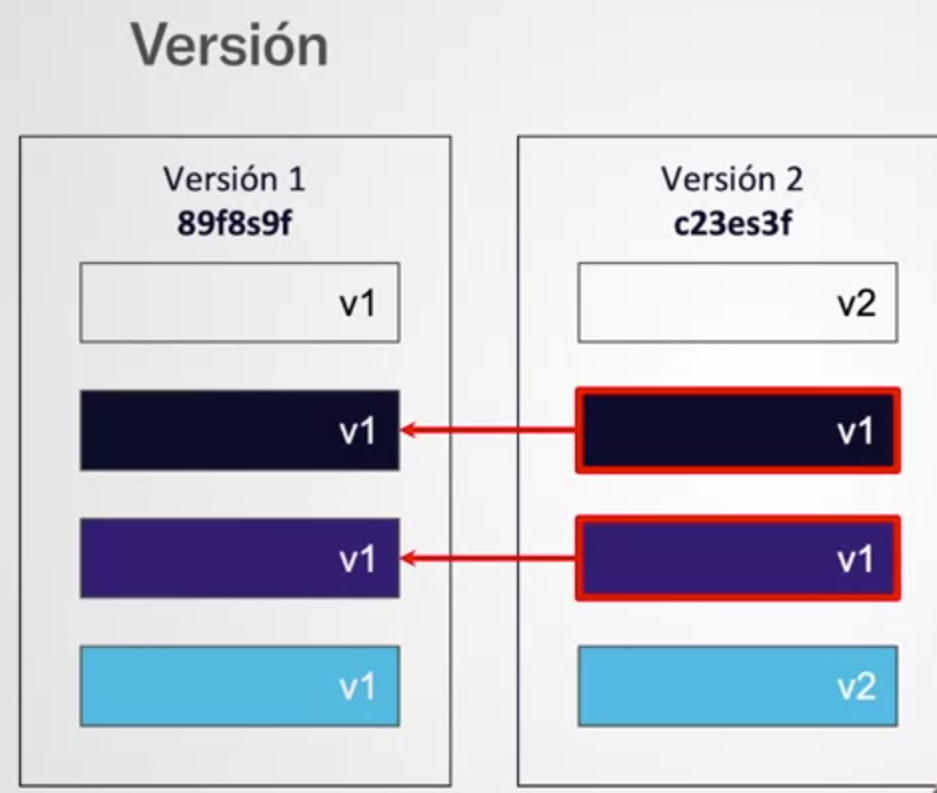 Versión
Versión 1
89f8s9f
v1
v1
v1
v1
Versión 2
c23es3f
v2
v1
v1
v2